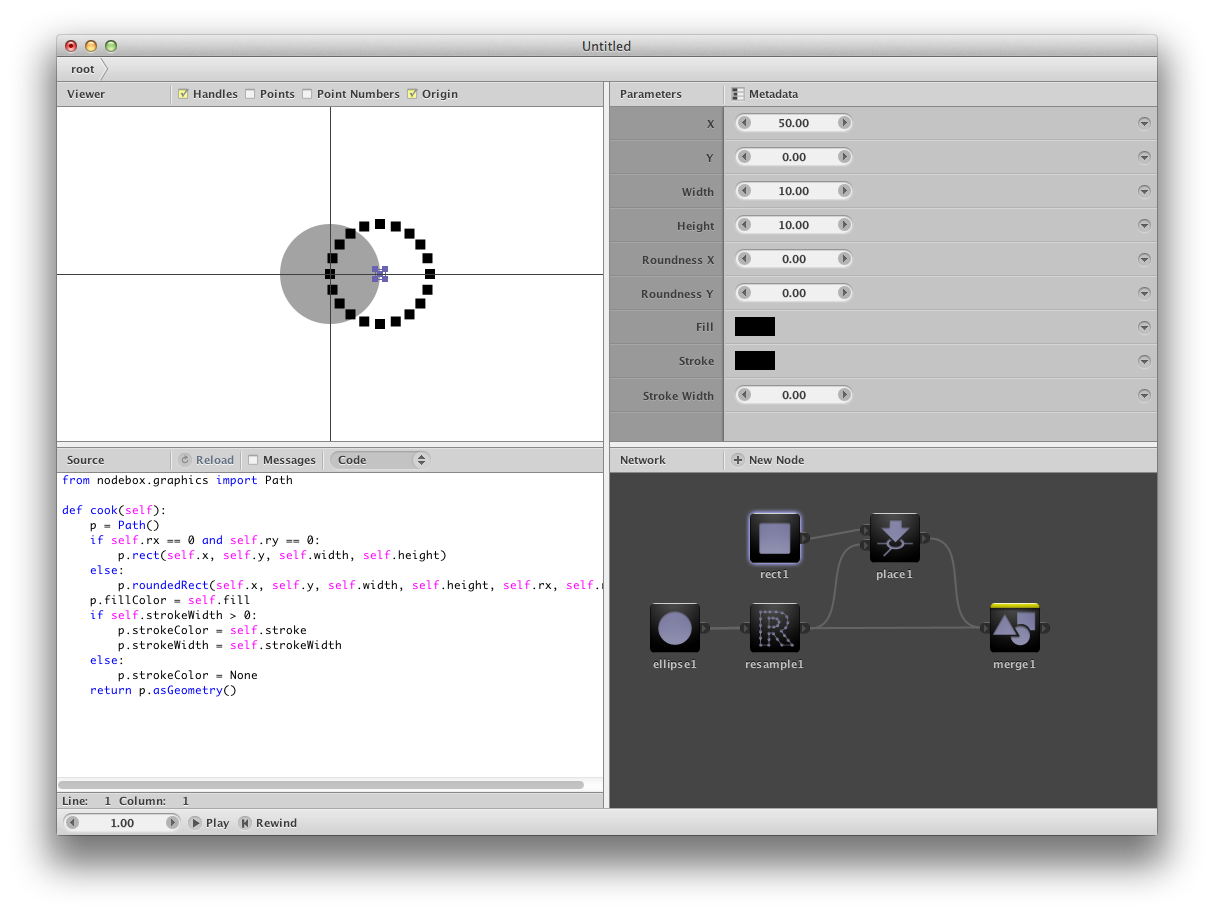 Untitled
root
Viewer Handles Points Point Numbers Origin
Parameters Metadata
X 50.00
Y 0.00
Width 10.00
Height 10.00
Roundness X 0.00
Roundness Y 0.00
Fill
Stroke
Stroke Width 0.00
Source Reload Messages Code
from nodebox.graphics import Path
def cook(self):
    p = Path()
    if self.rx == 0 and self.ry == 0:
        p.rect(self.x, self.y, self.width, self.height)
    else:
        p.roundedRect(self.x, self.y, self.width, self.height, self.rx, self.
    p.fillColor = self.fill
    if self.strokeWidth > 0:
        p.strokeColor = self.stroke
        p.strokeWidth = self.strokeWidth
    else:
        p.strokeColor = None
    return p.asGeometry()
Line: 1 Column: 1
Network New Node
rect1
place1
ellipse1
resample1
merge1
1.00 Play Rewind